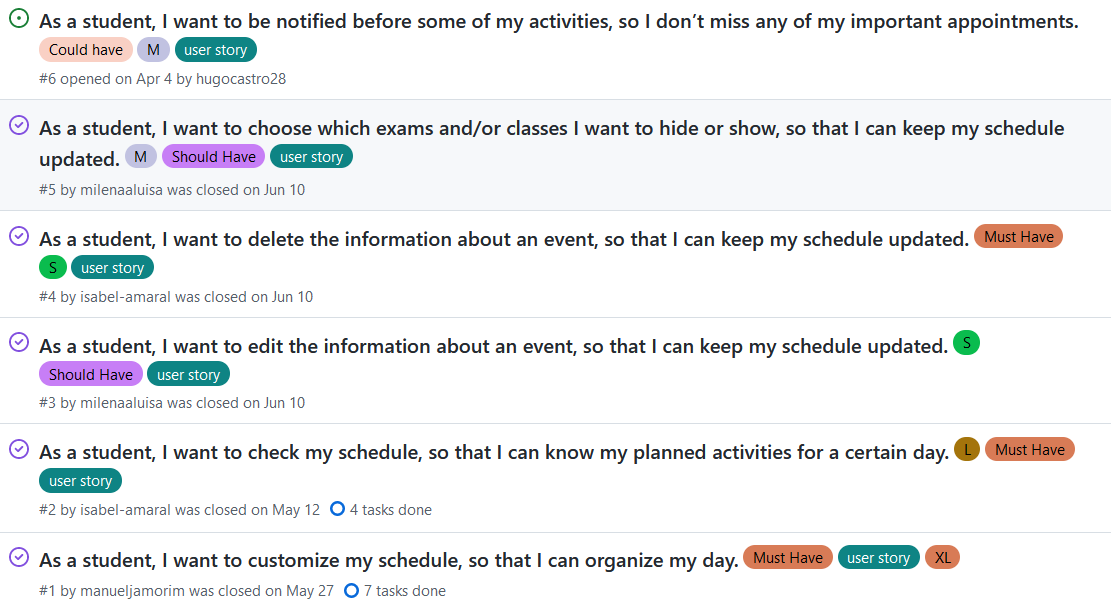 As a student, I want to be notified before some of my activities, so I don’t miss any of my important appointments.
Could have M user story
#6 opened on Apr 4 by hugocastro28
As a student, I want to choose which exams and/or classes I want to hide or show, so that I can keep my schedule
updated. M Should Have user story
#5 by milenaaluisa was closed on Jun 10
As a student, I want to delete the information about an event, so that I can keep my schedule updated. Must Have
S user story
#4 by isabel-amaral was closed on Jun 10
As a student, I want to edit the information about an event, so that I can keep my schedule updated. S
Should Have user story
#3 by milenaaluisa was closed on Jun 10
As a student, I want to check my schedule, so that I can know my planned activities for a certain day. L Must Have
user story
#2 by isabel-amaral was closed on May 12 4 tasks done
As a student, I want to customize my schedule, so that I can organize my day. Must Have user story XL
#1 by manueljamorim was closed on May 27 7 tasks done